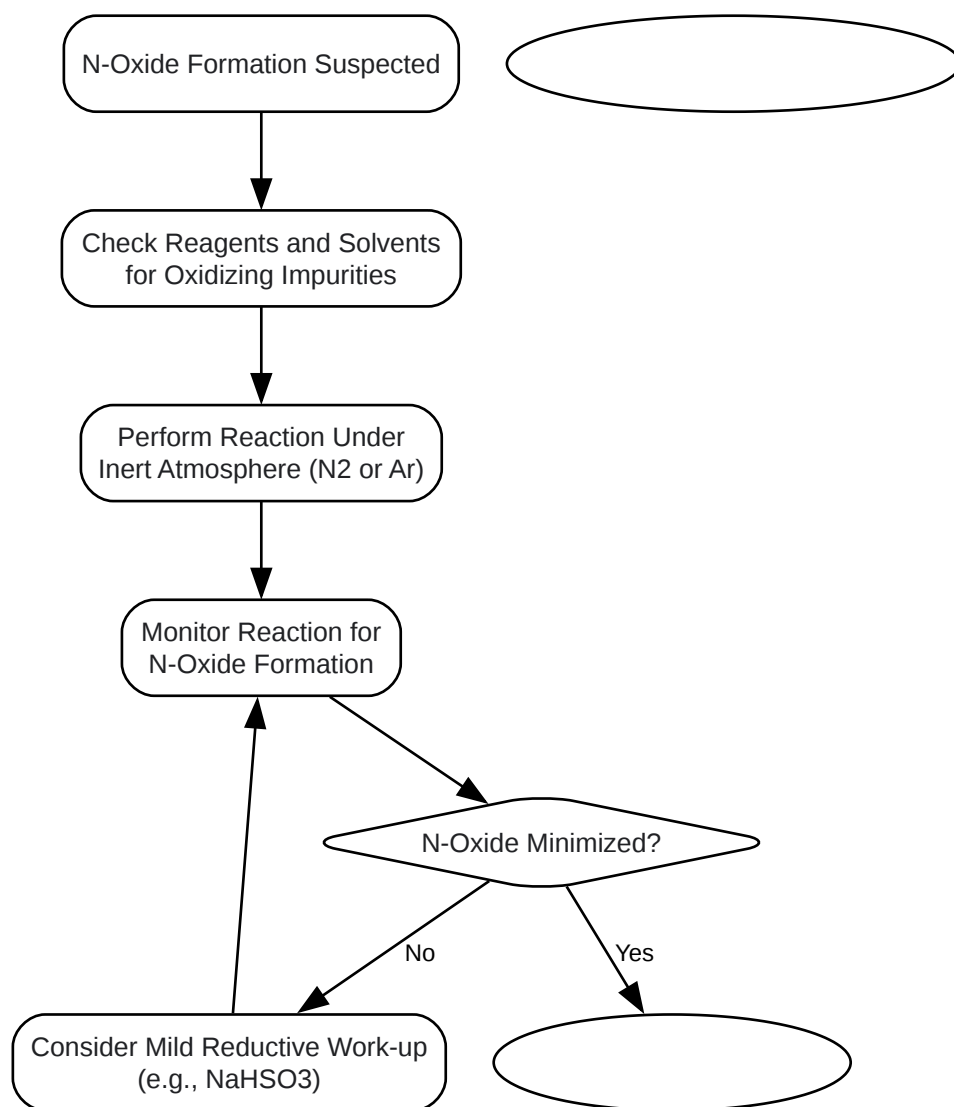 N-Oxide Formation Suspected
Check Reagents and Solvents
for Oxidizing Impurities
Perform Reaction Under
Inert Atmosphere (N2 or Ar)
Monitor Reaction for
N-Oxide Formation
N-Oxide Minimized?
No
Yes
Consider Mild Reductive Work-up
(e.g., NaHSO3)